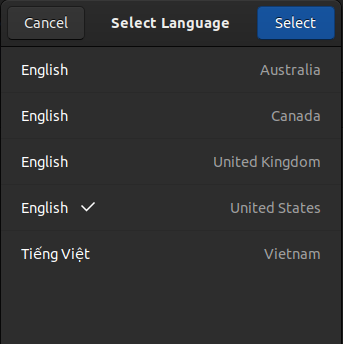 Cancel Select Language Select
English Australia
English Canada
English United Kingdom
English United States
Tiếng Việt Vietnam